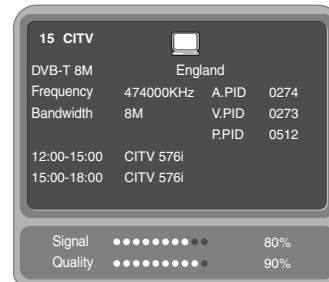 15 CITV
DVB-T 8M England
Frequency 474000KHz A.PID 0274
Bandwidth 8M V.PID 0273
P.PID 0512
12:00-15:00 CITV 576i
15:00-18:00 CITV 576i
Signal 80%
Quality 90%